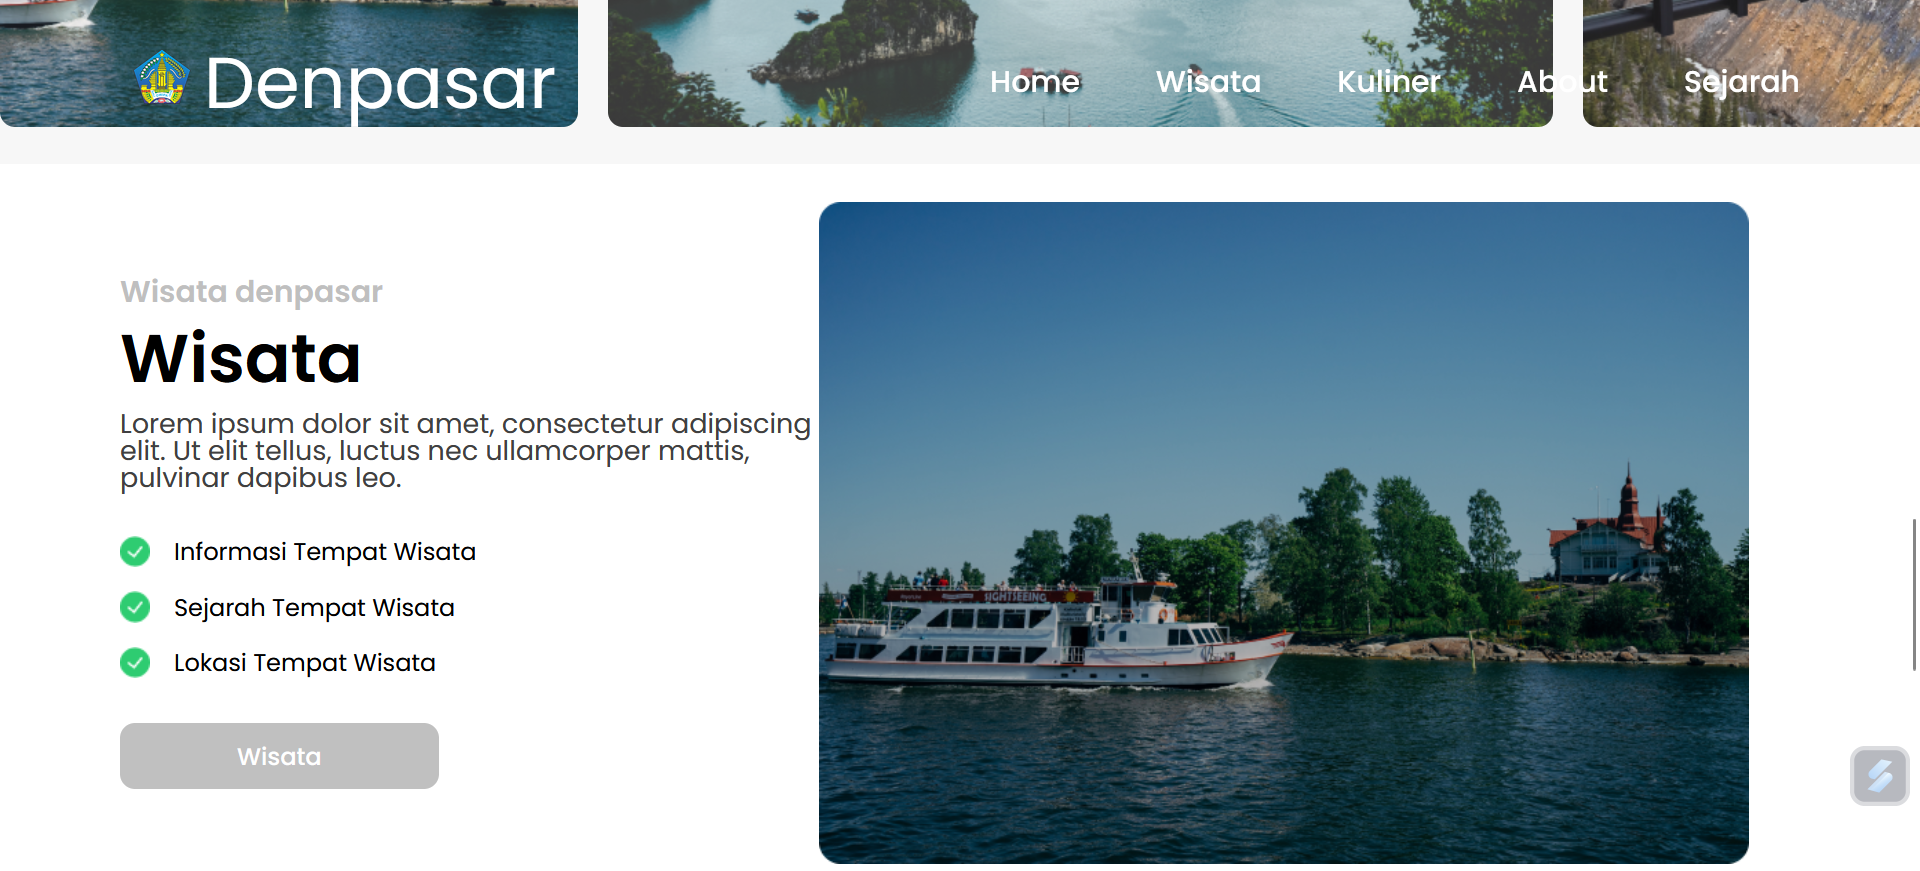 Denpasar
Home Wisata Kuliner About Sejarah
Wisata denpasar
Wisata
Lorem ipsum dolor sit amet, consectetur adipiscing
elit. Ut elit tellus, luctus nec ullamcorper mattis,
pulvinar dapibus leo.
Informasi Tempat Wisata
Sejarah Tempat Wisata
Lokasi Tempat Wisata
Wisata
SIGHTSEEING